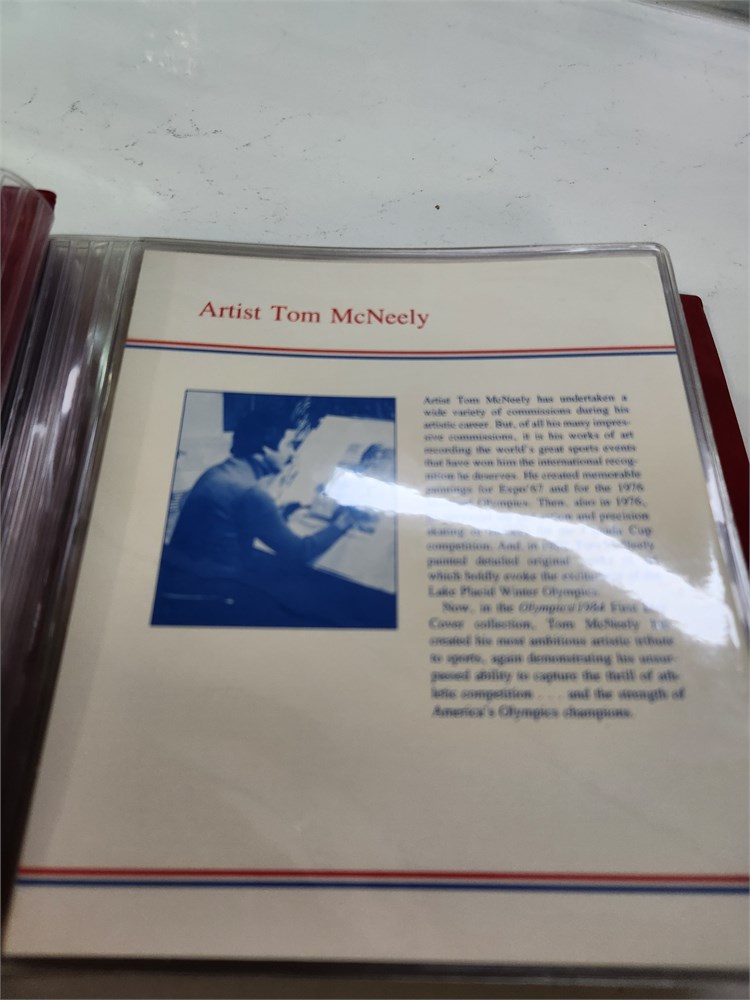 Artist Tom McNeely
Artist Tom McNeely has undertaken a
wide variety of commissions during his
artistic career. But, of all his many impres-
sive commissions, it is his works of art
recording the world's great sports events
that have won him the international recog-
nition he deserves. He created memorable
paintings for Expo'67 and for the 1976
Olympics. Then, also in 1976,
and precision
skating of Cup
competition. And, in
painted detailed original
which boldly evoke the
Lake Placid Winter Olympics.
Now, in the Olympics/1984 First
Cover collection, Tom McNeely
created his most ambitious artistic tribute
to sports, again demonstrating his unsur-
passed ability to capture the thrill of ath-
letic competition . . . and the strength of
America's Olympics champions.